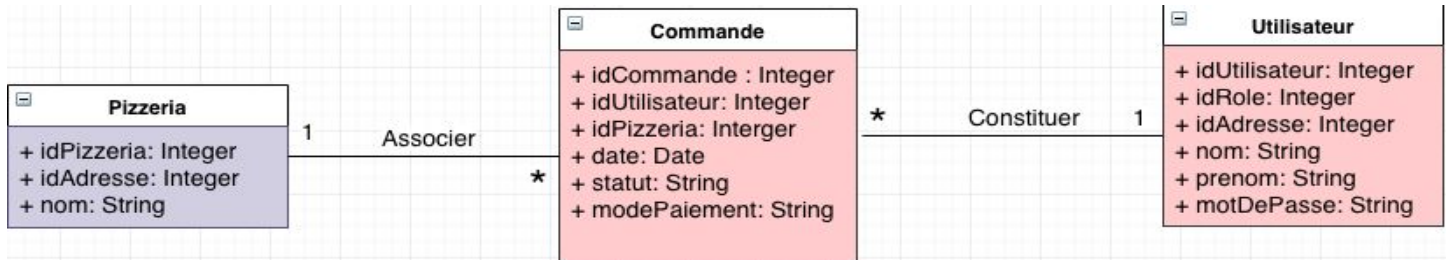 Pizzeria
+ idPizzeria: Integer
+ idAdresse: Integer
+ nom: String
1
Associer
*
Commande
+ idCommande : Integer
+ idUtilisateur: Integer
+ idPizzeria: Interger
+ date: Date
+ statut: String
+ modePaiement: String
*
Constituer
1
Utilisateur
+ idUtilisateur: Integer
+ idRole: Integer
+ idAdresse: Integer
+ nom: String
+ prenom: String
+ motDePasse: String